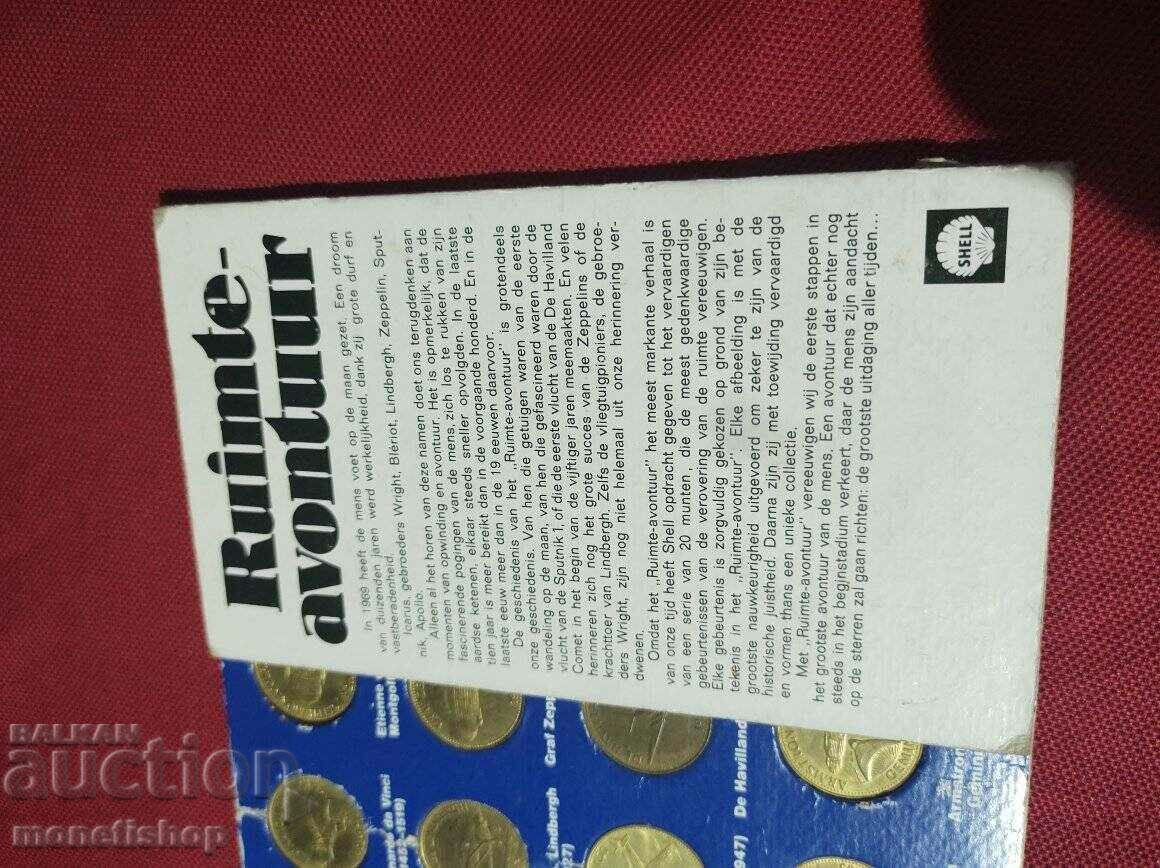 Ruimte-
avontuur
In 1969 heeft de mens voet op de maan gezet. Een droom
van duizenden jaren werd werkelijkheid, dank zij grote durf en
vastberadenheid.
Icarus, gebroeders Wright, Blériot, Lindbergh, Zeppelin, Sput-
nik, Apollo.
Alleen al het horen van deze namen doet ons terugdenken aan
momenten van opwinding en avontuur. Het is opmerkelijk, dat de
fascinerende pogingen van de mens, zich los te rukken van zijn
aardse ketenen, elkaar steeds sneller opvolgden. In de laatste
tien jaar is meer bereikt dan in de voorgaande honderd. En in de
laatste eeuw meer dan in de 19 eeuwen daarvoor.
De geschiedenis van het „Ruimte-avontuur" is grotendeels
onze geschiedenis. Van hen die getuigen waren van de eerste
wandeling op de maan, van hen die gefascineerd waren door de
vlucht van de Sputnik 1, of die de eerste vlucht van de De Havilland
Comet in het begin van de vijftiger jaren meemaakten. En velen
herinneren zich nog het grote succes van de Zeppelins of de
krachttoer van Lindbergh. Zelfs de vliegtuigpioniers, de gebroe-
ders Wright, zijn nog niet helemaal uit onze herinnering ver-
dwenen.
Omdat het „Ruimte-avontuur" het meest markante verhaal is
van onze tijd heeft Shell opdracht gegeven tot het vervaardigen
van een serie van 20 munten, die de meest gedenkwaardige
gebeurtenissen van de verovering van de ruimte vereeuwigen.
Elke gebeurtenis is zorgvuldig gekozen op grond van zijn be-
tekenis in het „Ruimte-avontuur". Elke afbeelding is met de
grootste nauwkeurigheid uitgevoerd om zeker te zijn van de
historische juistheid. Daarna zijn zij met toewijding vervaardigd
en vormen thans een unieke collectie.
Met „Ruimte-avontuur" vereeuwigen wij de eerste stappen in
het grootste avontuur van de mens. Een avontuur dat echter nog
steeds in het beginstadium verkeert, daar de mens zijn aandacht
op de sterren zal gaan richten: de grootste uitdaging aller tijden...
SHELL
Etienne
Montgol
Graf Zepp
De Havilland
Armstron
Gemini
da Vinci
(1452-1519)
Lindbergh
27)
947)
BALKAN
auction
monetishop